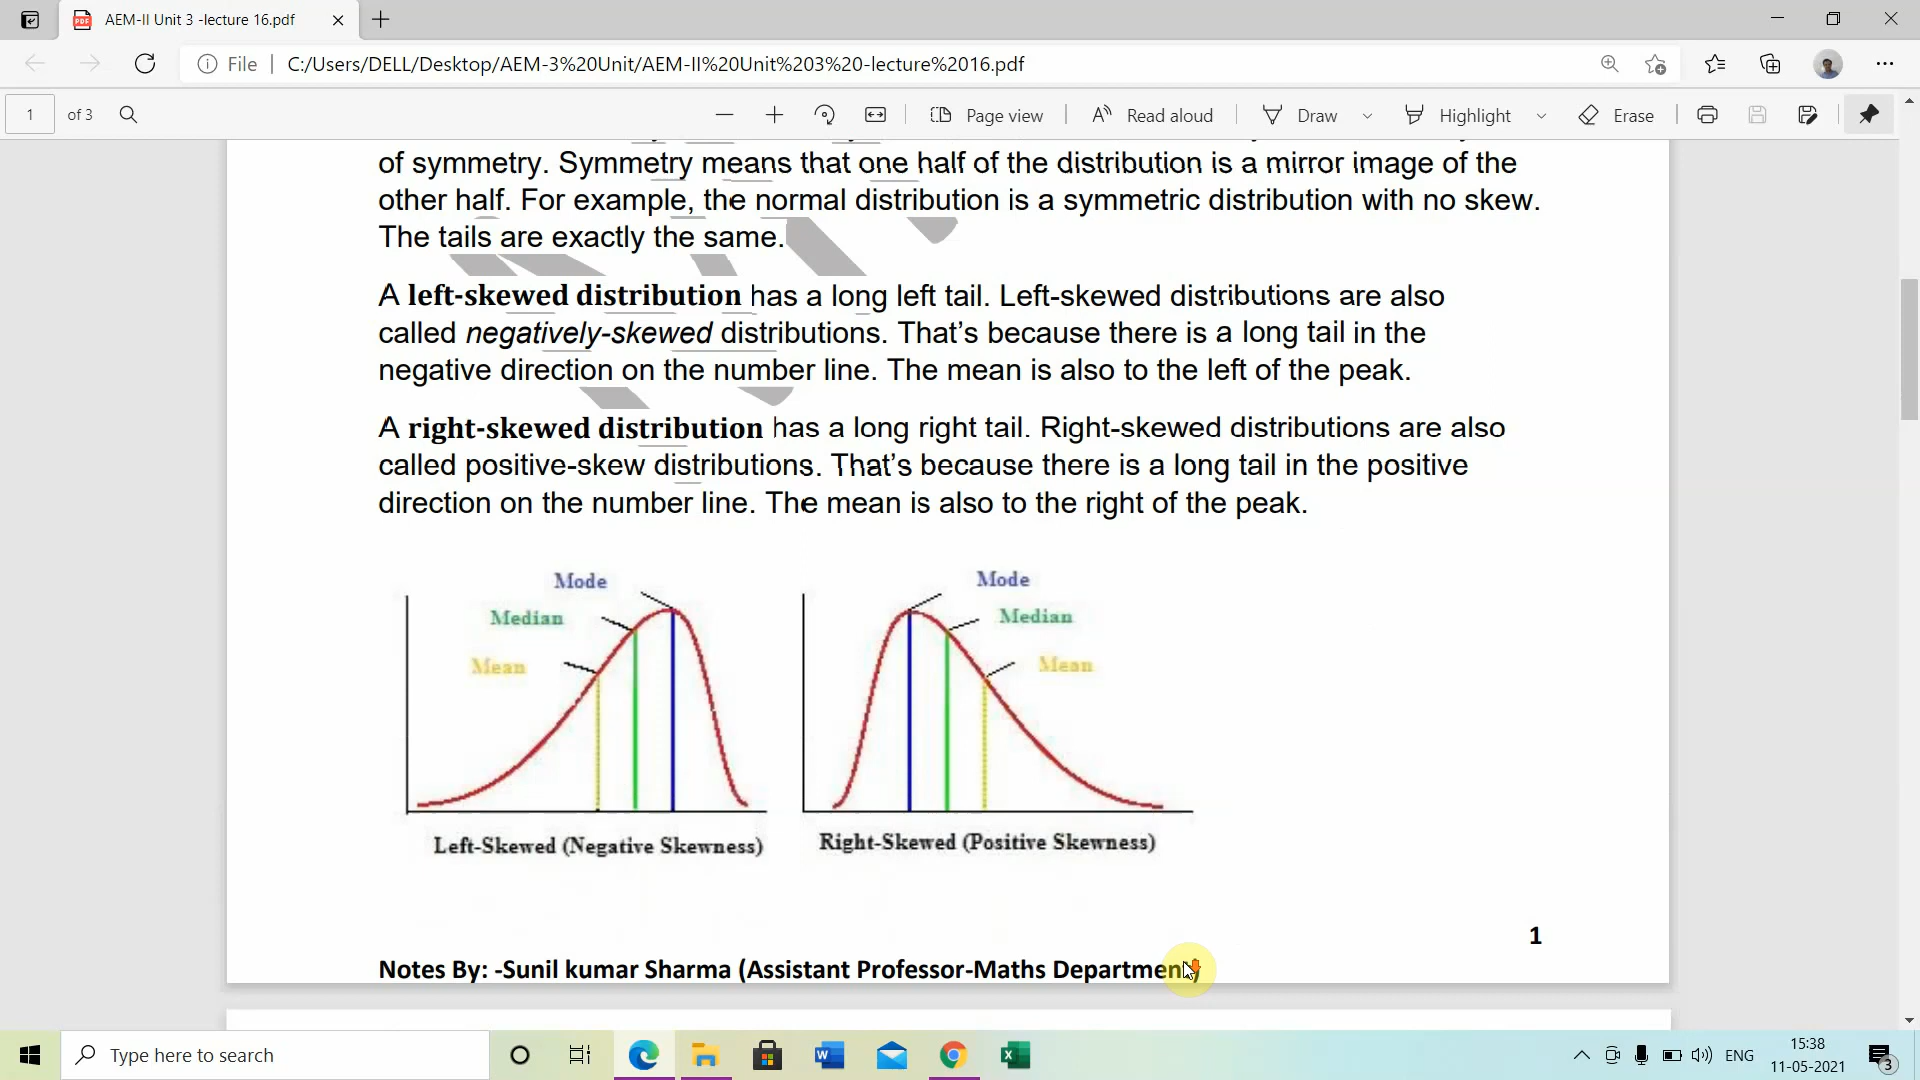 AEM-II Unit 3 -lecture 16.pdf
File
C:/Users/DELL/Desktop/AEM-3%20Unit/AEM-II%20Unit%203%20-lecture%2016.pdf
1 of 3
Page view
Read aloud
Draw
Highlight
Erase
of symmetry. Symmetry means that one half of the distribution is a mirror image of the
other half. For example, the normal distribution is a symmetric distribution with no skew.
The tails are exactly the same.
A left-skewed distribution has a long left tail. Left-skewed distributions are also
called negatively-skewed distributions. That's because there is a long tail in the
negative direction on the number line. The mean is also to the left of the peak.
A right-skewed distribution has a long right tail. Right-skewed distributions are also
called positive-skew distributions. That's because there is a long tail in the positive
direction on the number line. The mean is also to the right of the peak.
Mode
Median
Mean
Left-Skewed (Negative Skewness)
Mode
Median
Mean
Right-Skewed (Positive Skewness)
1
Notes By: -Sunil kumar Sharma (Assistant Professor-Maths Department)
Type here to search
ENG
15:38
11-05-2021
3